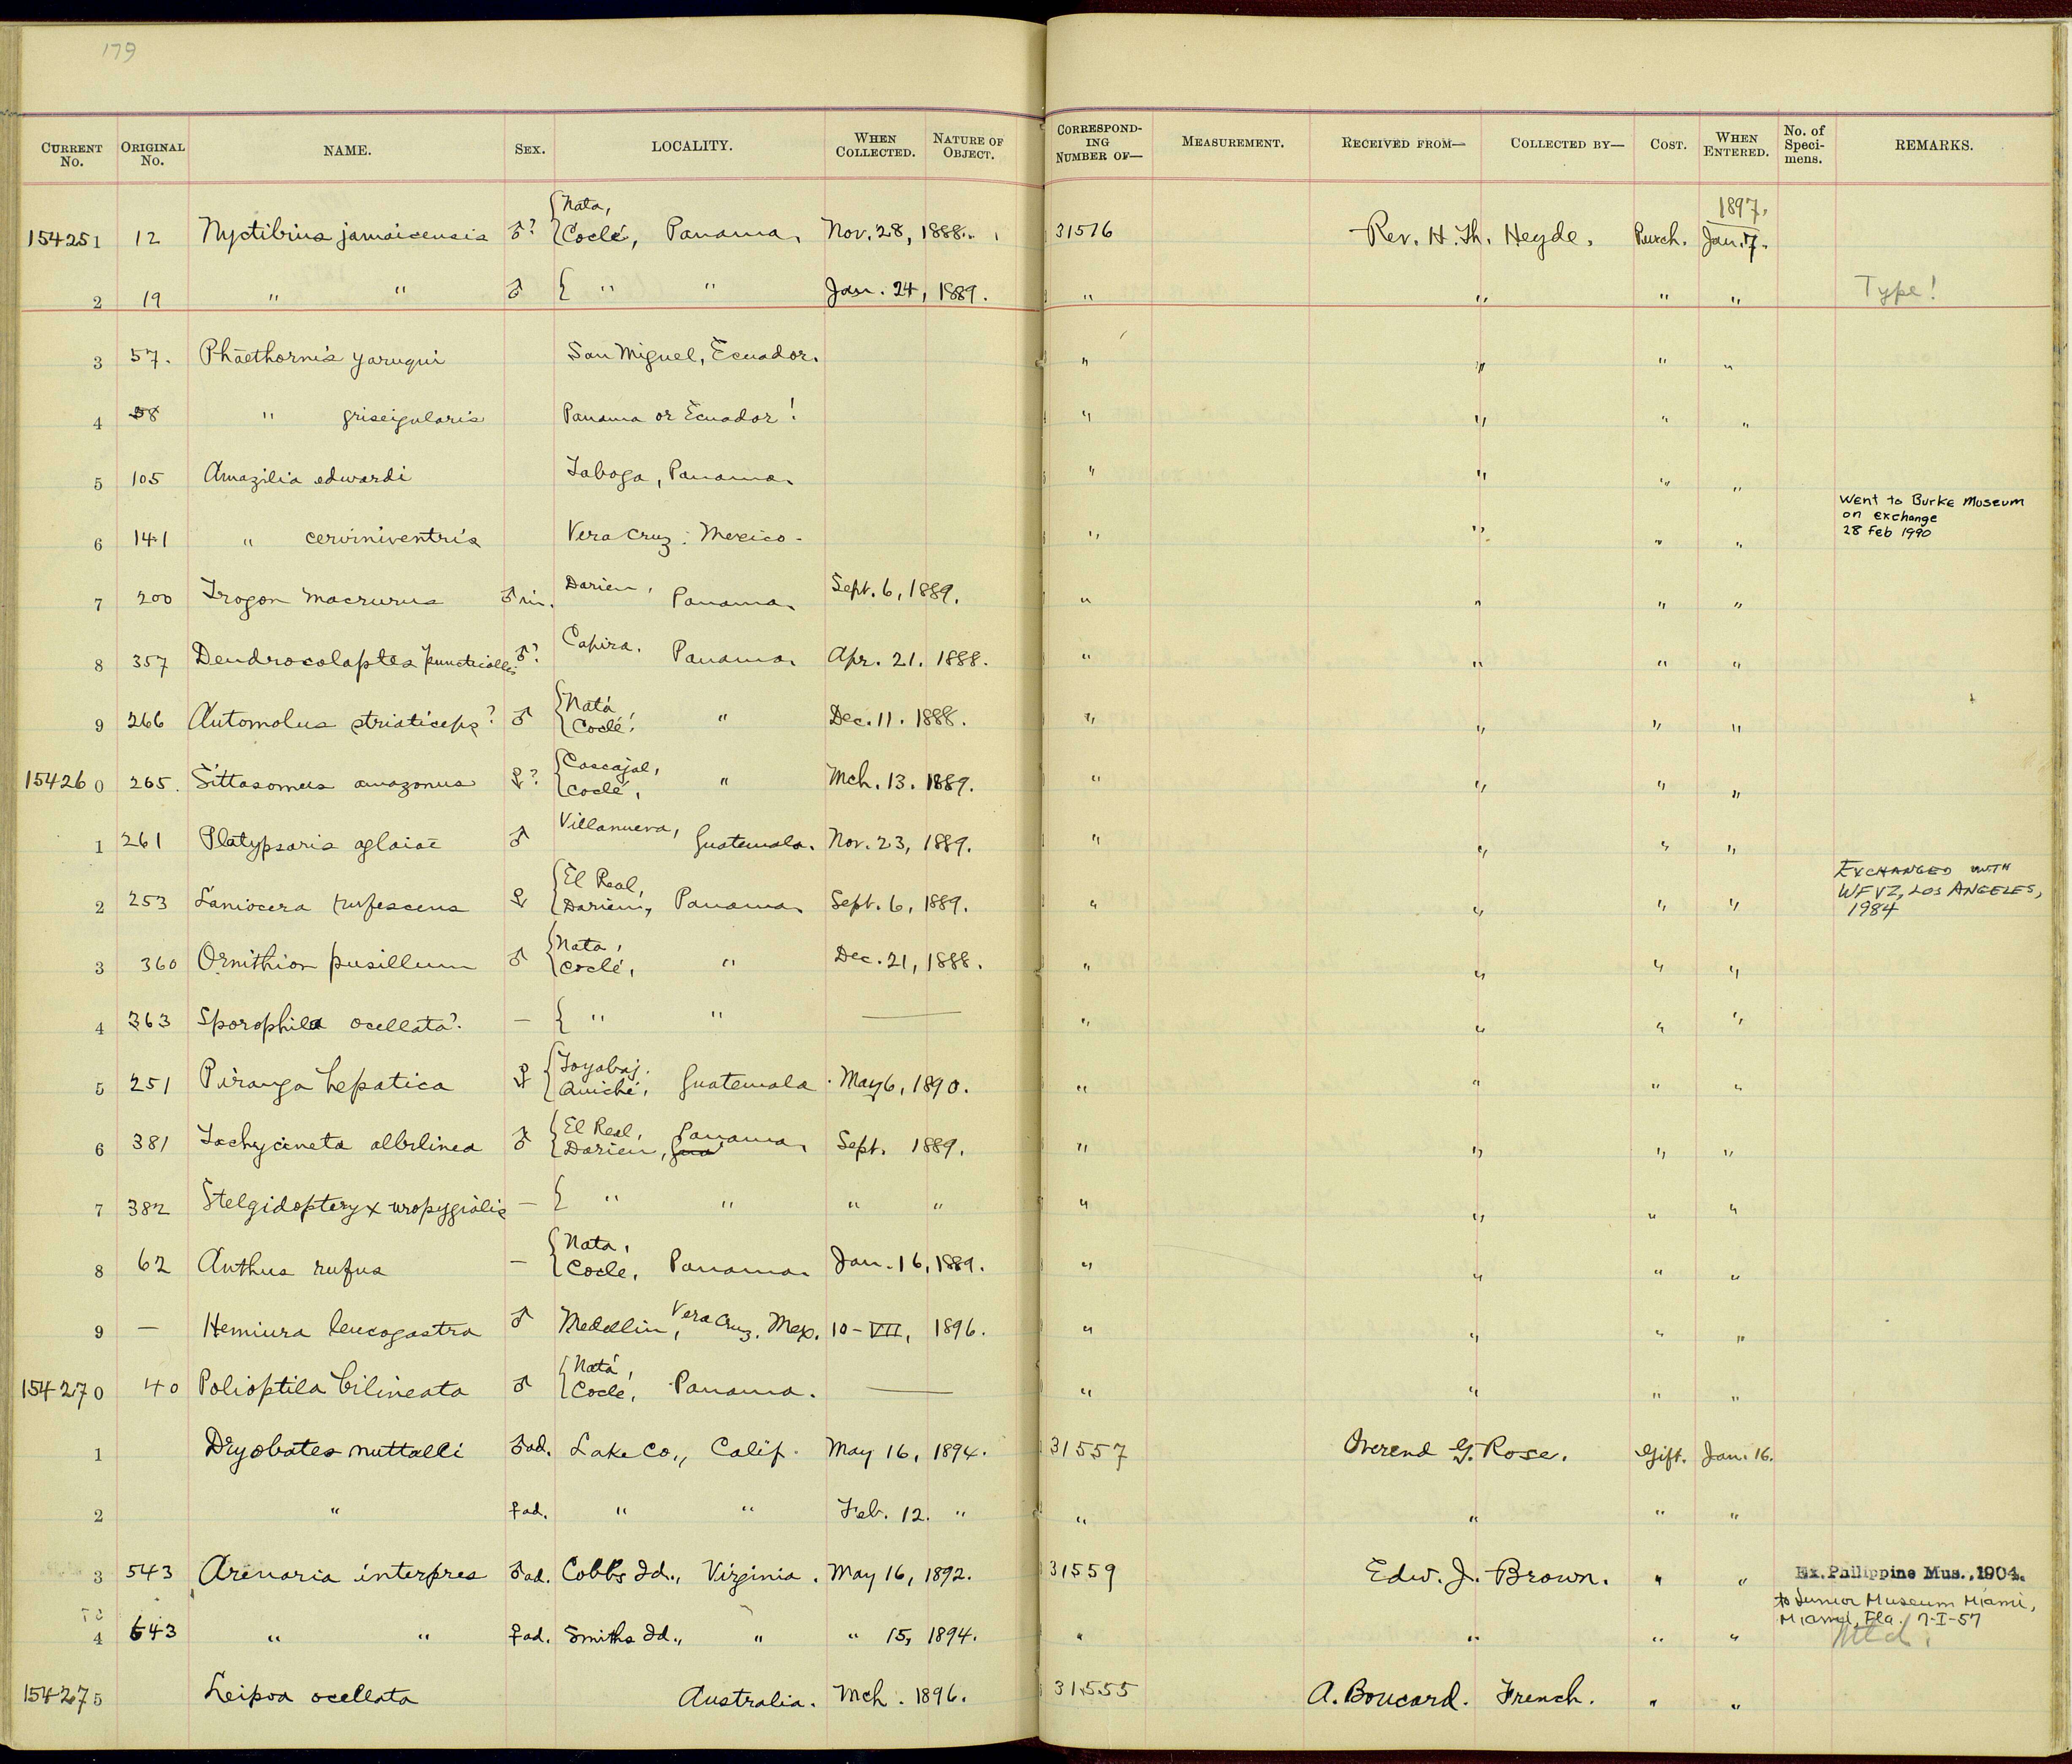 179
CURRENT No. ORIGINAL No. NAME. SEX. LOCALITY. WHEN COLLECTED. NATURE OF OBJECT. CORRESPONDING NUMBER OF— MEASUREMENT. RECEIVED FROM— COLLECTED BY— COST. WHEN ENTERED. No. of Specimens. REMARKS.
154251 12 Nyctibius jamaicensis ♂? { Nata, Coclé, Panama. Nov. 28, 1888. 31576 Rev. H. Th. Heyde. Purch. 1897. Jan. 7.
2 19 " " ♂ { " " Jan. 24, 1889. " " " " Type!
3 57. Phaethornis yaruqui San Miguel, Ecuador. " " " "
4 58 " griseigularis Panama or Ecuador! " " " "
5 105 Amazilia edwardi Taboga, Panama. " " " "
6 141 " cerviniventris Vera Cruz: Mexico. " " " " Went to Burke Museum on exchange 28 Feb 1990
7 200 Trogon macrurus ♂ Darien, Panama. Sept. 6, 1889. " " " "
8 357 Dendrocolaptes puncticollis ♂? Capira. Panama. Apr. 21. 1888. " " " "
9 266 Automolus striaticeps? ♂ { Natá, Coclé, " Dec. 11. 1888. " " " "
154260 265. Sittasomus amazonus ♀? { Cascajal, Coclé, " Mch. 13. 1889. " " " "
1 261 Platypsaris aglaiae ♂ Villanueva, Guatemala. Nov. 23, 1889. " " " "
2 253 Laniocera rufescens ♀ { El Real, Darien, Panama. Sept. 6, 1889. " " " " EXCHANGED WITH WFVZ, LOS ANGELES, 1984
3 360 Ornithion pusillum ♂ { Nata, Coclé, " Dec. 21, 1888. " " " "
4 363 Sporophila ocellata? — { " " — " " " "
5 251 Piranga hepatica ♀ { Joyabaj, Quiché, Guatemala. May 6, 1890. " " " "
6 381 Tachycineta albilinea ♂ { El Real, Darien, Panama. Sept. 1889. " " " "
7 382 Stelgidopteryx uropygialis — { " " " " " " " "
8 62 Anthus rufus — { Nata, Cocle, Panama. Jan. 16, 1889. " " " "
9 — Hemiura leucogastra ♂ Medellin, Vera Cruz. Mex. 10-VII, 1896. " " " "
154270 40 Polioptila bilineata ♂ { Natá, Coclé, Panama. — " " " "
1 Dryobates nuttalli ♂ad. Lake Co., Calif. May 16, 1894. 31557 Overend G. Rose. Gift. Jan. 16.
2 " ♀ad. " " Feb. 12. " " " " "
3 543 Arenaria interpres ♂ad. Cobbs Id., Virginia. May 16, 1892. 31559 Edw. J. Brown. " " Ex. Philippine Mus., 1904.
4 643 " " ♀ad. Smiths Id., " " 15, 1894. " " " " to Junior Museum Miami, Miami, Fla. 7-I-57 Mtd.
154275 Leipoa ocellata Australia. Mch. 1896. 31555 A. Boucard. French. " "